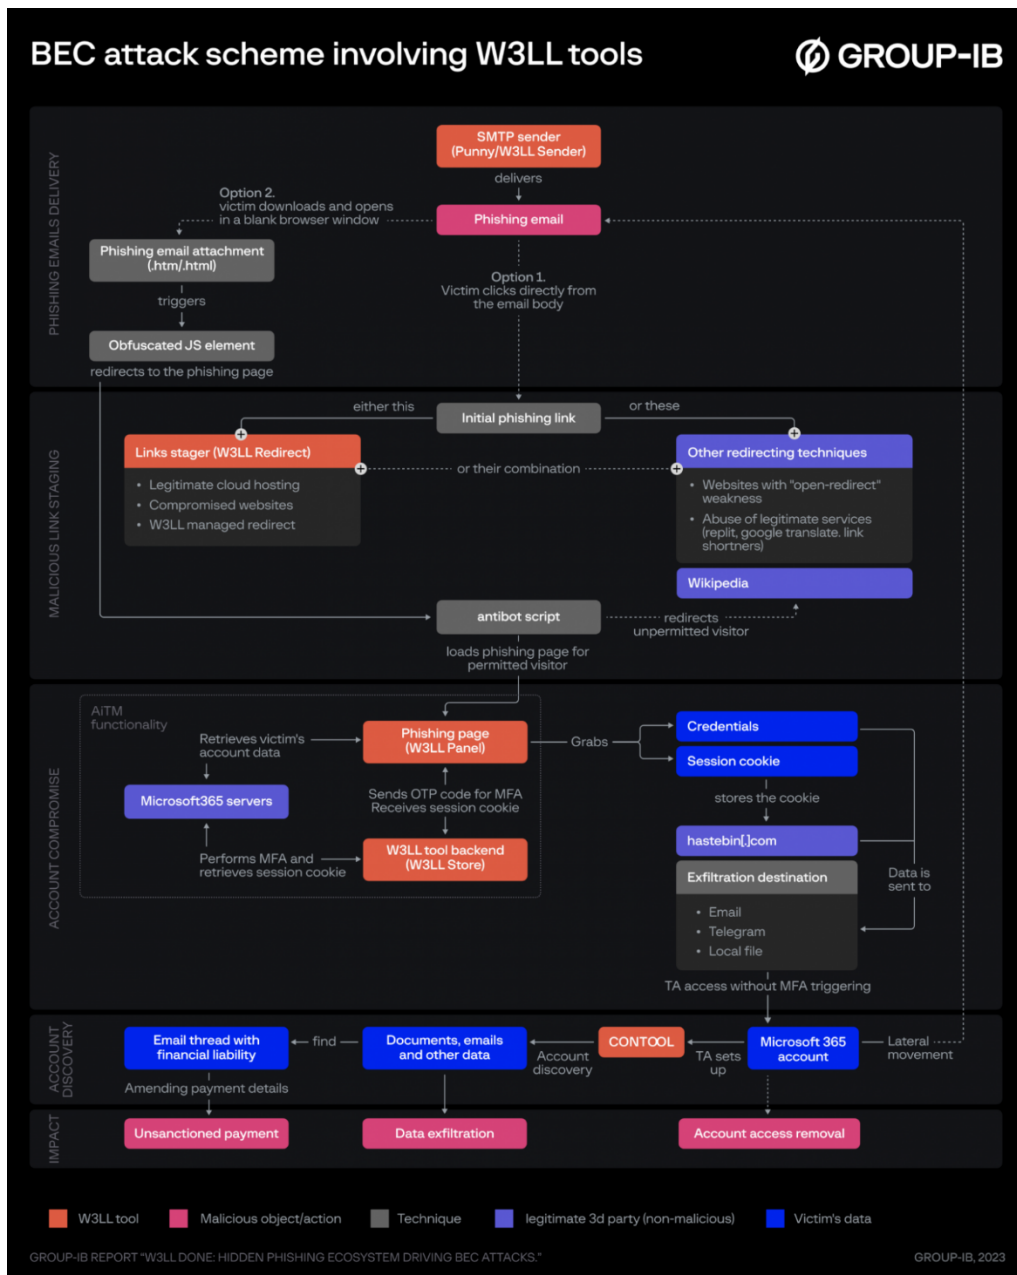 BEC attack scheme involving W3LL tools
GROUP-IB
PHISHING EMAILS DELIVERY
SMTP sender
(Punny/W3LL Sender)
delivers
Phishing email
Option 2.
victim downloads and opens
in a blank browser window
Phishing email attachment
(.htm/.html)
triggers
Obfuscated JS element
redirects to the phishing page
Option 1.
Victim clicks directly from
the email body
MALICIOUS LINK STAGING
either this
Initial phishing link
or these
Links stager (W3LL Redirect)
• Legitimate cloud hosting
• Compromised websites
• W3LL managed redirect
or their combination
Other redirecting techniques
• Websites with “open-redirect”
weakness
• Abuse of legitimate services
(replit, google translate. link
shortners)
Wikipedia
antibot script
redirects
unpermitted visitor
loads phishing page for
permitted visitor
ACCOUNT COMPROMISE
AiTM
functionality
Retrieves victim's
account data
Phishing page
(W3LL Panel)
Grabs
Credentials
Session cookie
Microsoft365 servers
Sends OTP code for MFA
Receives session cookie
stores the cookie
Performs MFA and
retrieves session cookie
W3LL tool backend
(W3LL Store)
hastebin[.]com
Exfiltration destination
• Email
• Telegram
• Local file
Data is
sent to
TA access without MFA triggering
ACCOUNT
DISCOVERY
Email thread with
financial liability
find
Documents, emails
and other data
Account
discovery
CONTOOL
TA sets
up
Microsoft 365
account
Lateral
movement
Amending payment details
IMPACT
Unsanctioned payment
Data exfiltration
Account access removal
W3LL tool
Malicious object/action
Technique
legitimate 3d party (non-malicious)
Victim's data
GROUP-IB REPORT “W3LL DONE: HIDDEN PHISHING ECOSYSTEM DRIVING BEC ATTACKS.”
GROUP-IB, 2023